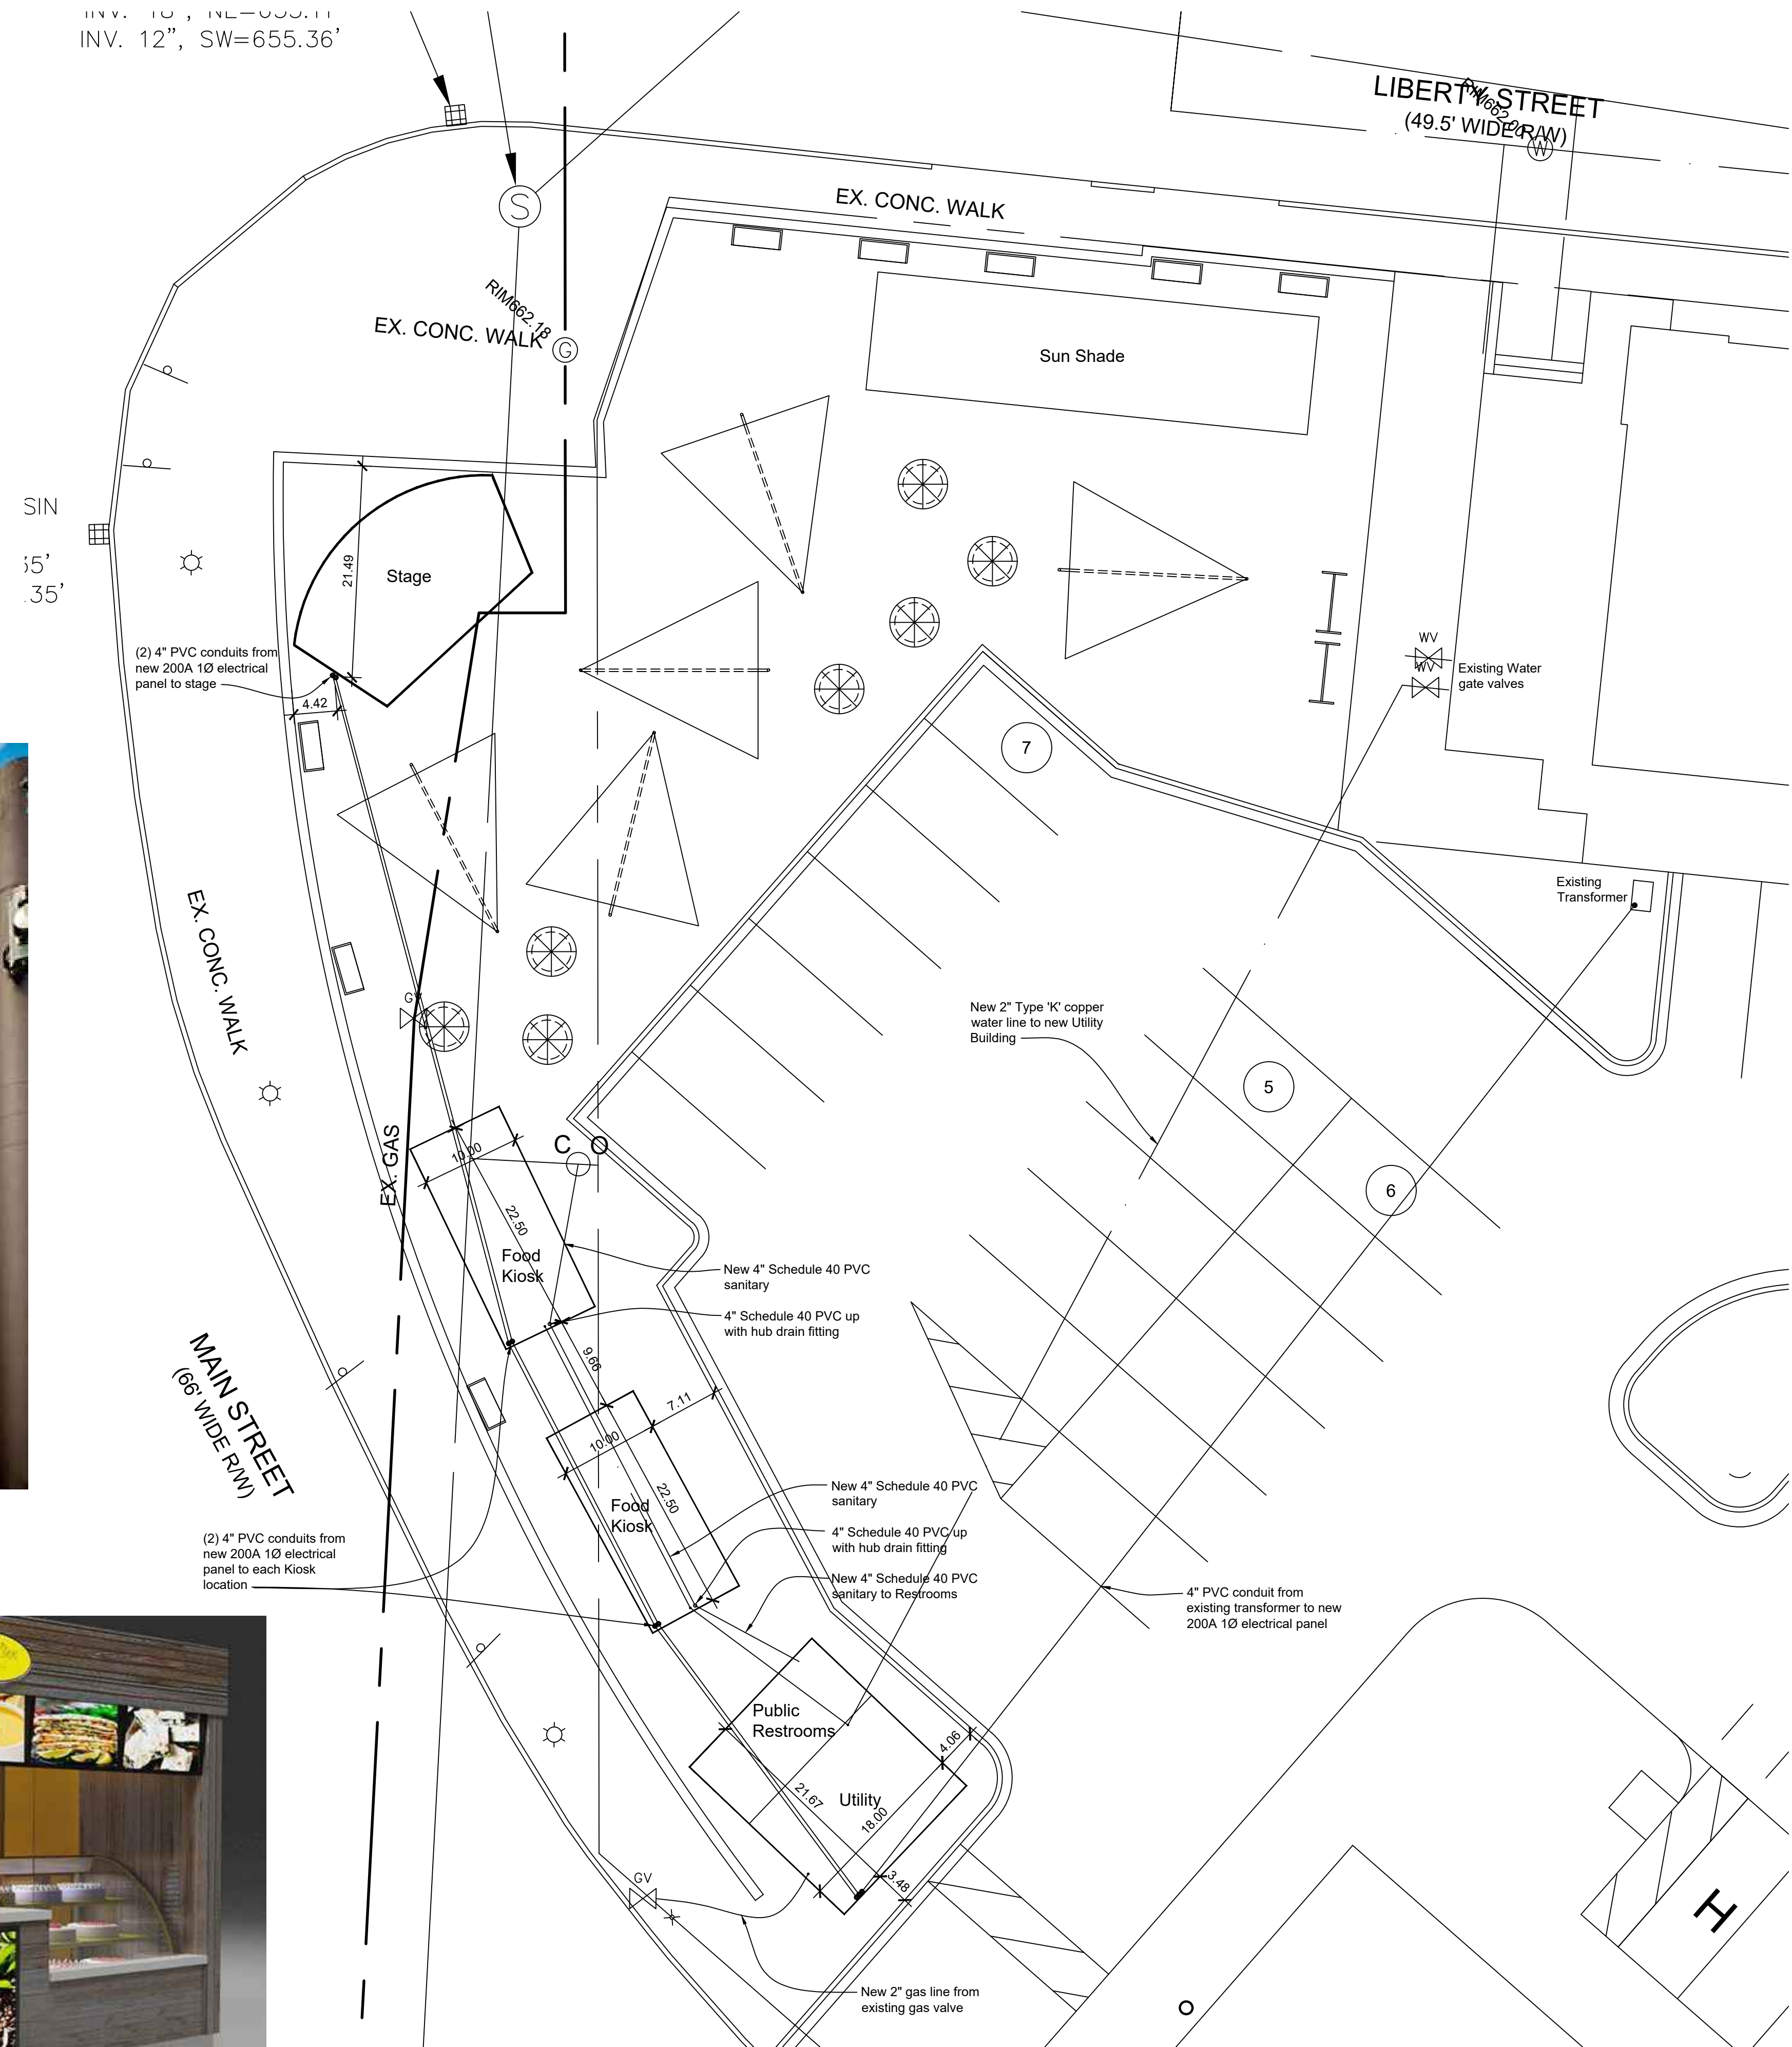 INV. 12”, SW=655.36’
LIBERTY STREET
(49.5' WIDE R/W)
RIM662.00
W
S
EX. CONC. WALK
RIM662.18
EX. CONC. WALK
G
Sun Shade
SIN
.35’
21.49
Stage
(2) 4" PVC conduits from
new 200A 1Ø electrical
panel to stage
4.42
WV
WV
Existing Water
gate valves
7
Existing
Transformer
EX. CONC. WALK
GV
New 2" Type 'K' copper
water line to new Utility
Building
5
6
EX. GAS
C O
10.00
22.50
Food
Kiosk
New 4" Schedule 40 PVC
sanitary
4" Schedule 40 PVC up
with hub drain fitting
9.66
7.11
MAIN STREET
(66' WIDE R/W)
10.00
22.50
Food
Kiosk
New 4" Schedule 40 PVC
sanitary
4" Schedule 40 PVC up
with hub drain fitting
New 4" Schedule 40 PVC
sanitary to Restrooms
(2) 4" PVC conduits from
new 200A 1Ø electrical
panel to each Kiosk
location
4" PVC conduit from
existing transformer to new
200A 1Ø electrical panel
Public
Restrooms
4.06
21.67
Utility
18.00
3.48
GV
H
New 2" gas line from
existing gas valve